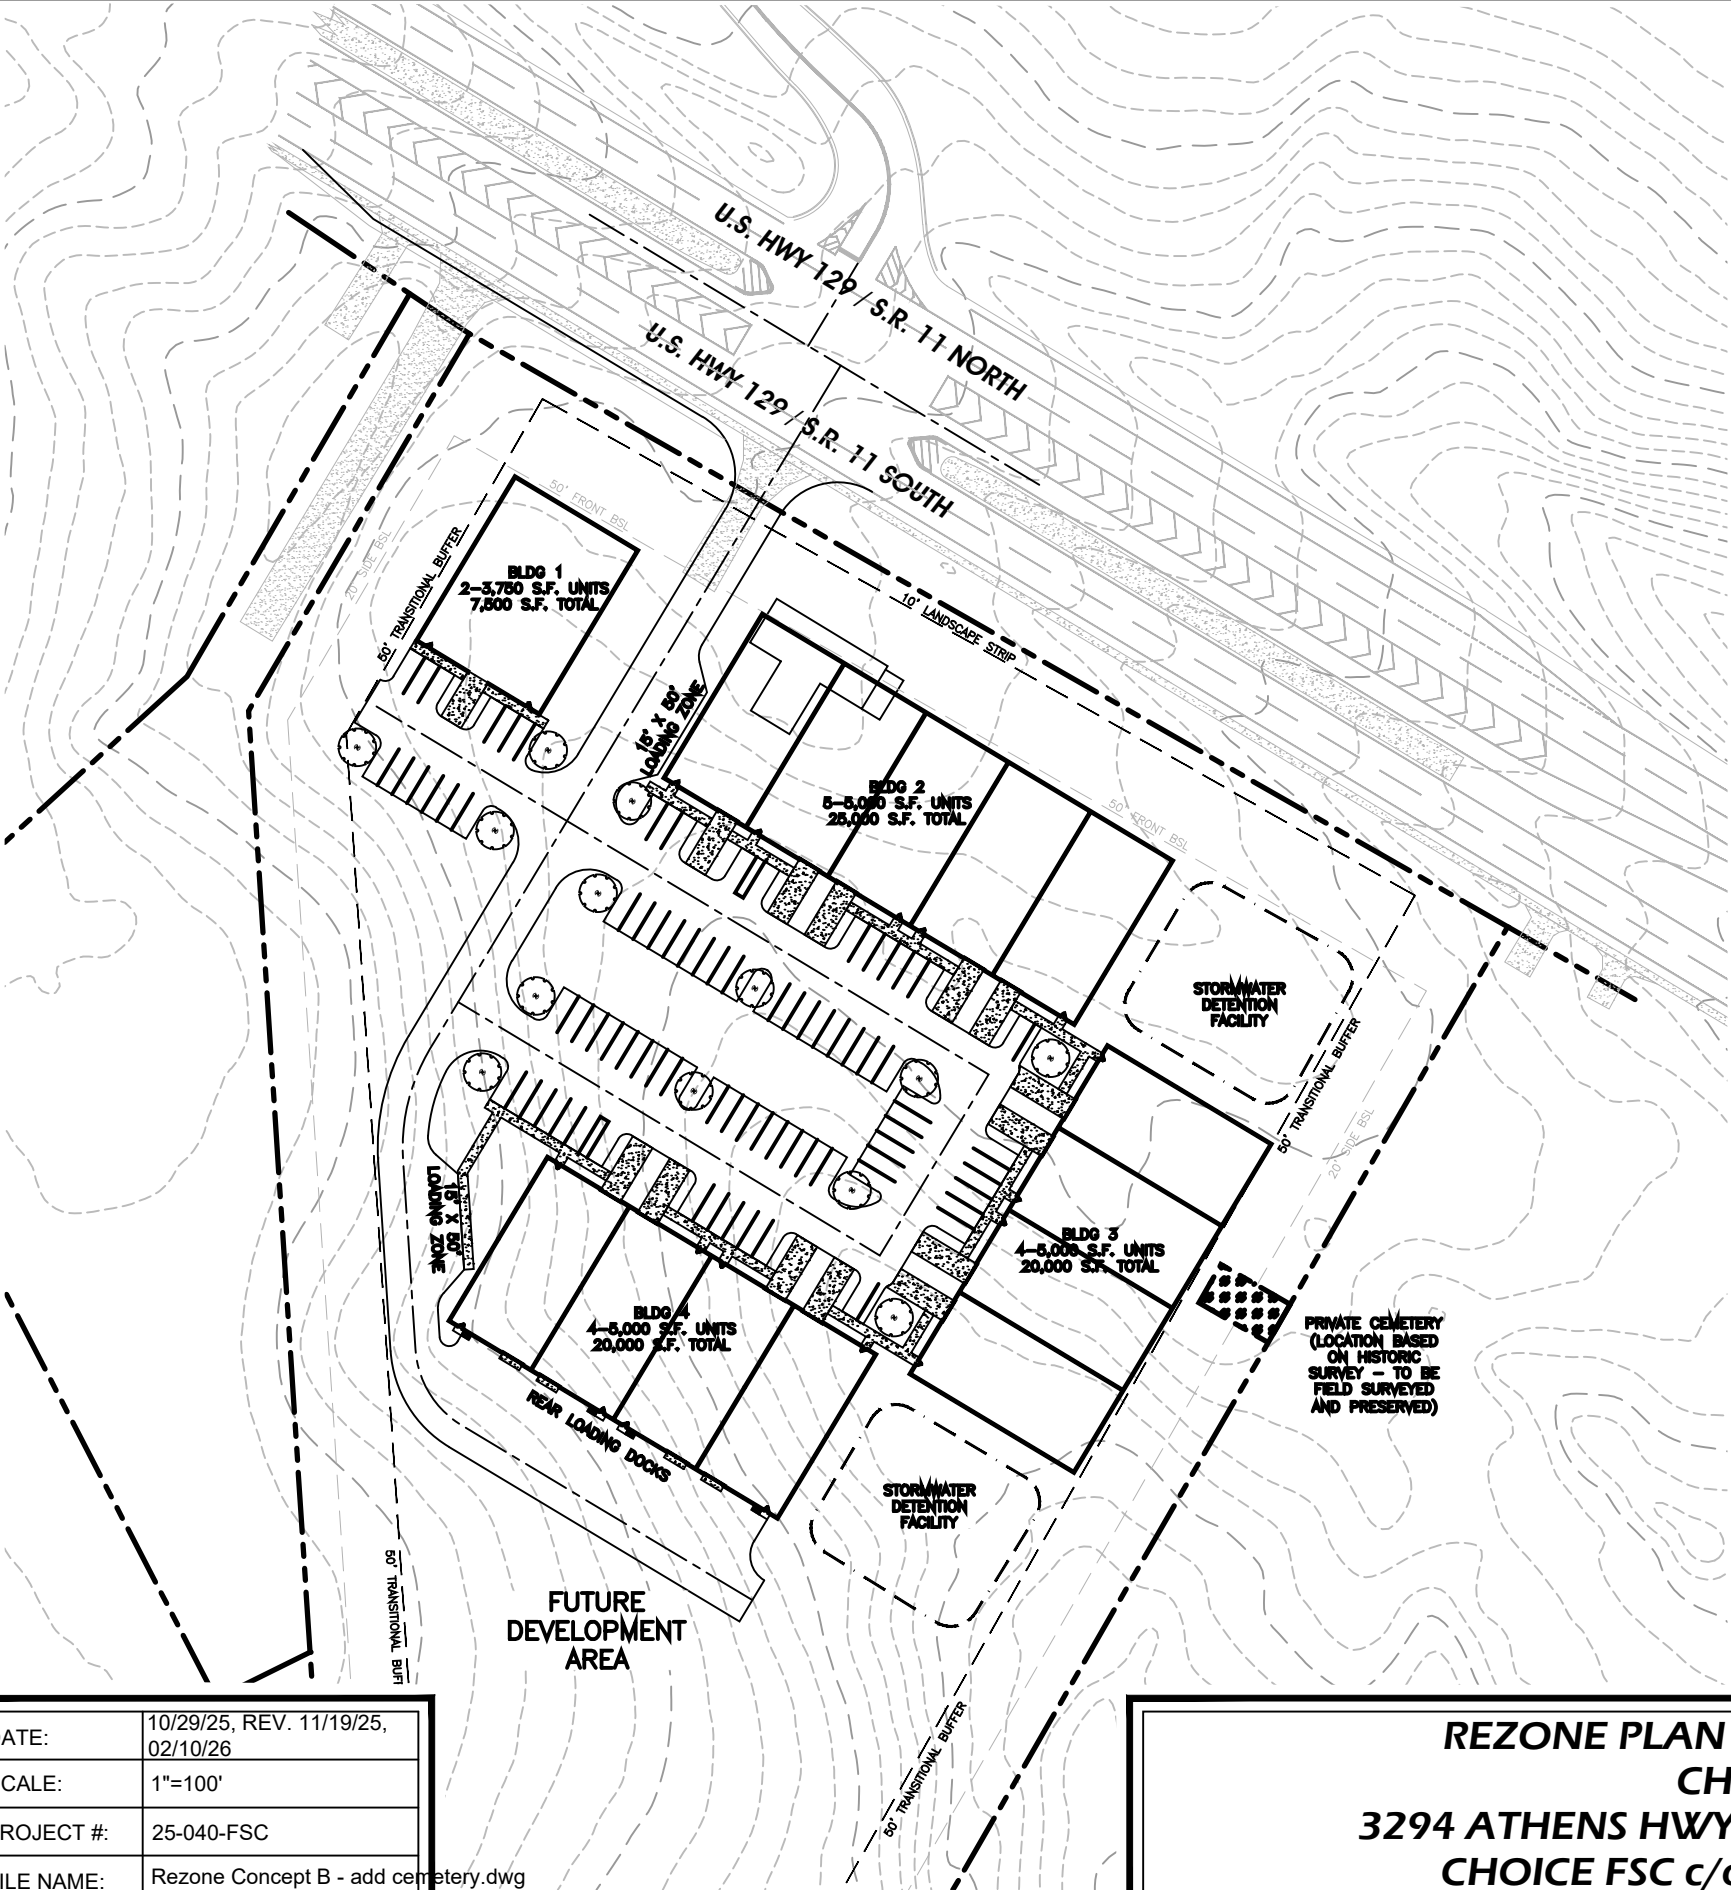 U.S. HWY 129 / S.R. 11 NORTH
U.S. HWY 129 / S.R. 11 SOUTH
50' FRONT BSL
20' SIDE BSL
50' TRANSITIONAL BUFFER
BLDG 1
2-3,750 S.F. UNITS
7,500 S.F. TOTAL
10' LANDSCAPE STRIP
15' X 50'
LOADING ZONE
BLDG 2
5-5,000 S.F. UNITS
25,000 S.F. TOTAL
50' FRONT BSL
STORMWATER
DETENTION
FACILITY
50' TRANSITIONAL BUFFER
20' SIDE BSL
15' X 50'
LOADING ZONE
BLDG 3
4-5,000 S.F. UNITS
20,000 S.F. TOTAL
BLDG 4
4-5,000 S.F. UNITS
20,000 S.F. TOTAL
PRIVATE CEMETERY
(LOCATION BASED
ON HISTORIC
SURVEY - TO BE
FIELD SURVEYED
AND PRESERVED)
REAR LOADING DOCKS
STORMWATER
DETENTION
FACILITY
50' TRANSITIONAL BUF
FUTURE
DEVELOPMENT
AREA
50' TRANSITIONAL BUFFER
ATE: 10/29/25, REV. 11/19/25,
02/10/26
CALE: 1"=100'
ROJECT #: 25-040-FSC
ILE NAME: Rezone Concept B - add cemetery.dwg
REZONE PLAN
CH
3294 ATHENS HWY
CHOICE FSC c/